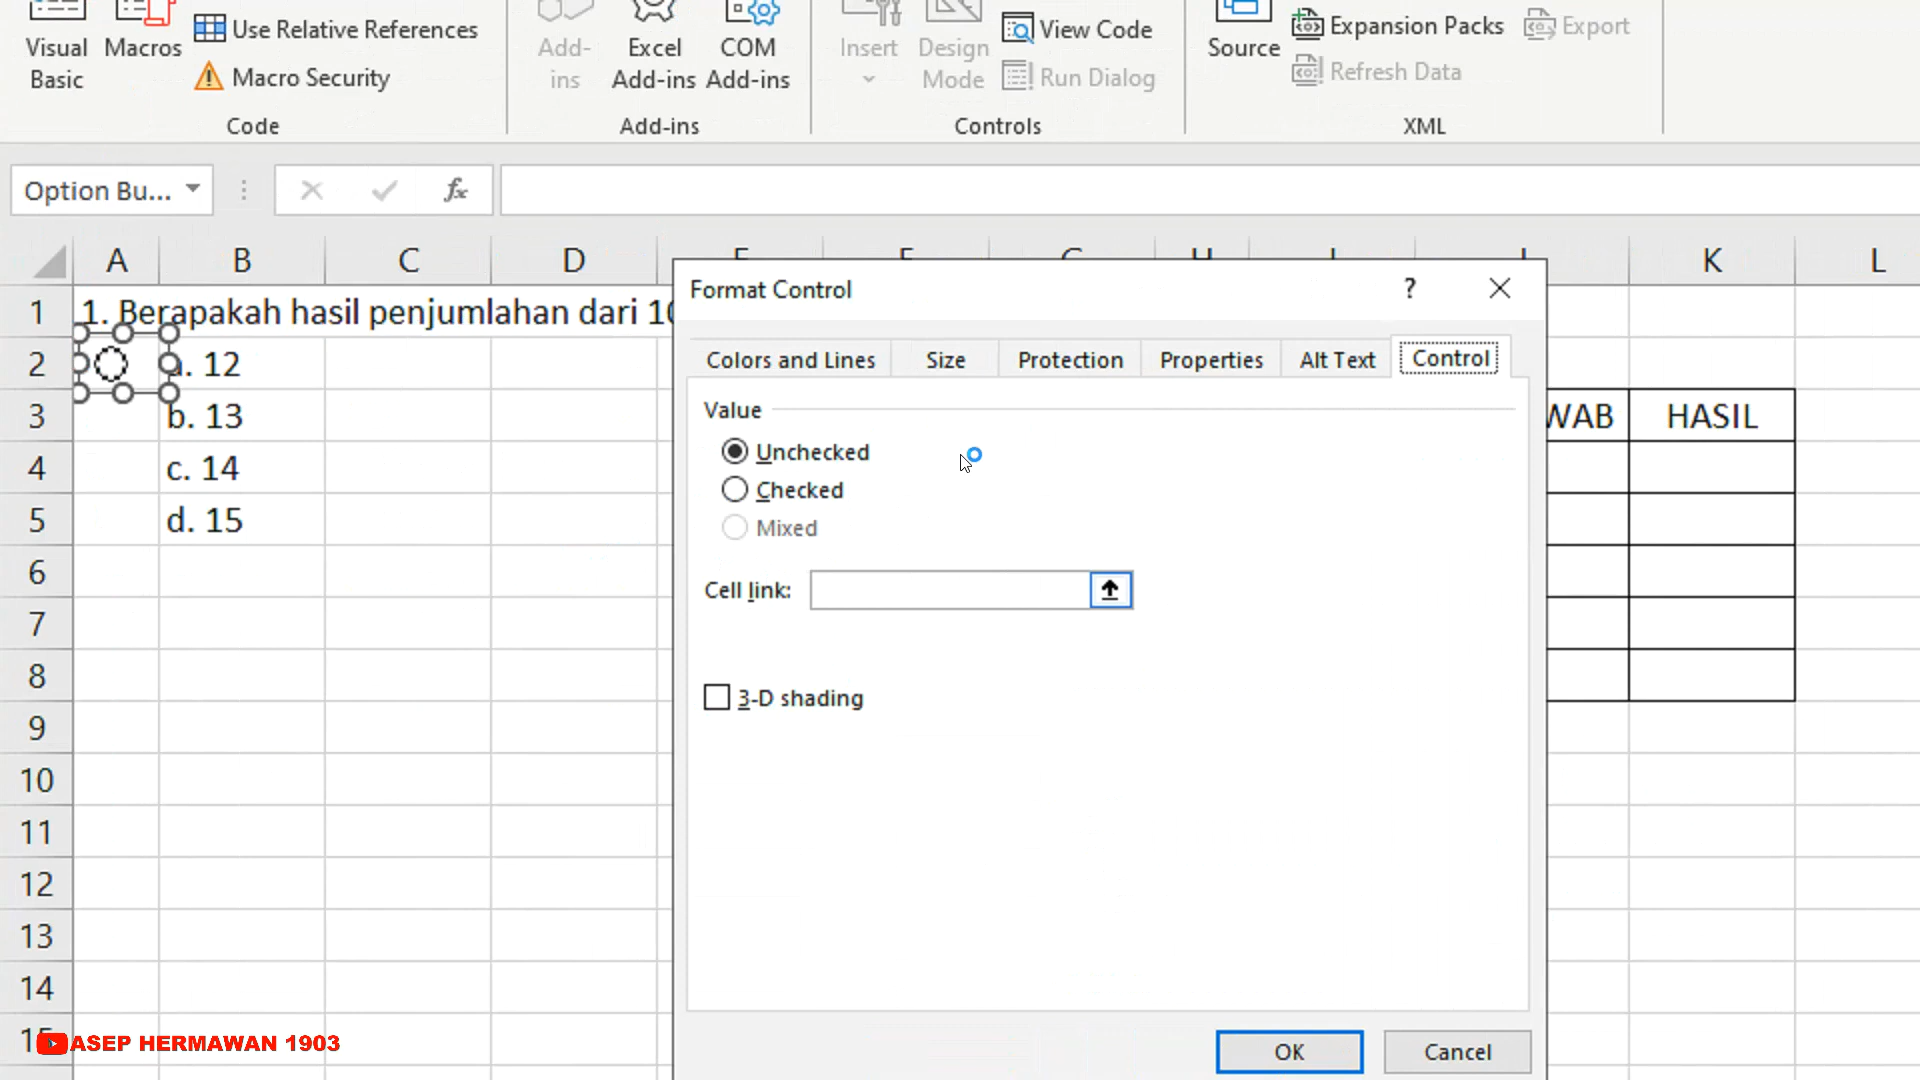 Visual Basic
Macros
Use Relative References
Macro Security
Code
Add-ins
Excel Add-ins
COM Add-ins
Add-ins
Insert
Design Mode
View Code
Run Dialog
Controls
Source
Expansion Packs
Export
Refresh Data
XML
Option Bu...
fx
A B C D K L
1 1. Berapakah hasil penjumlahan dari 10
2 . 12
3 b. 13
4 c. 14
5 d. 15
6
7
8
9
10
11
12
13
14
WAB HASIL
Format Control ?
Colors and Lines Size Protection Properties Alt Text Control
Value
Unchecked
Checked
Mixed
Cell link:
3-D shading
OK Cancel
ASEP HERMAWAN 1903